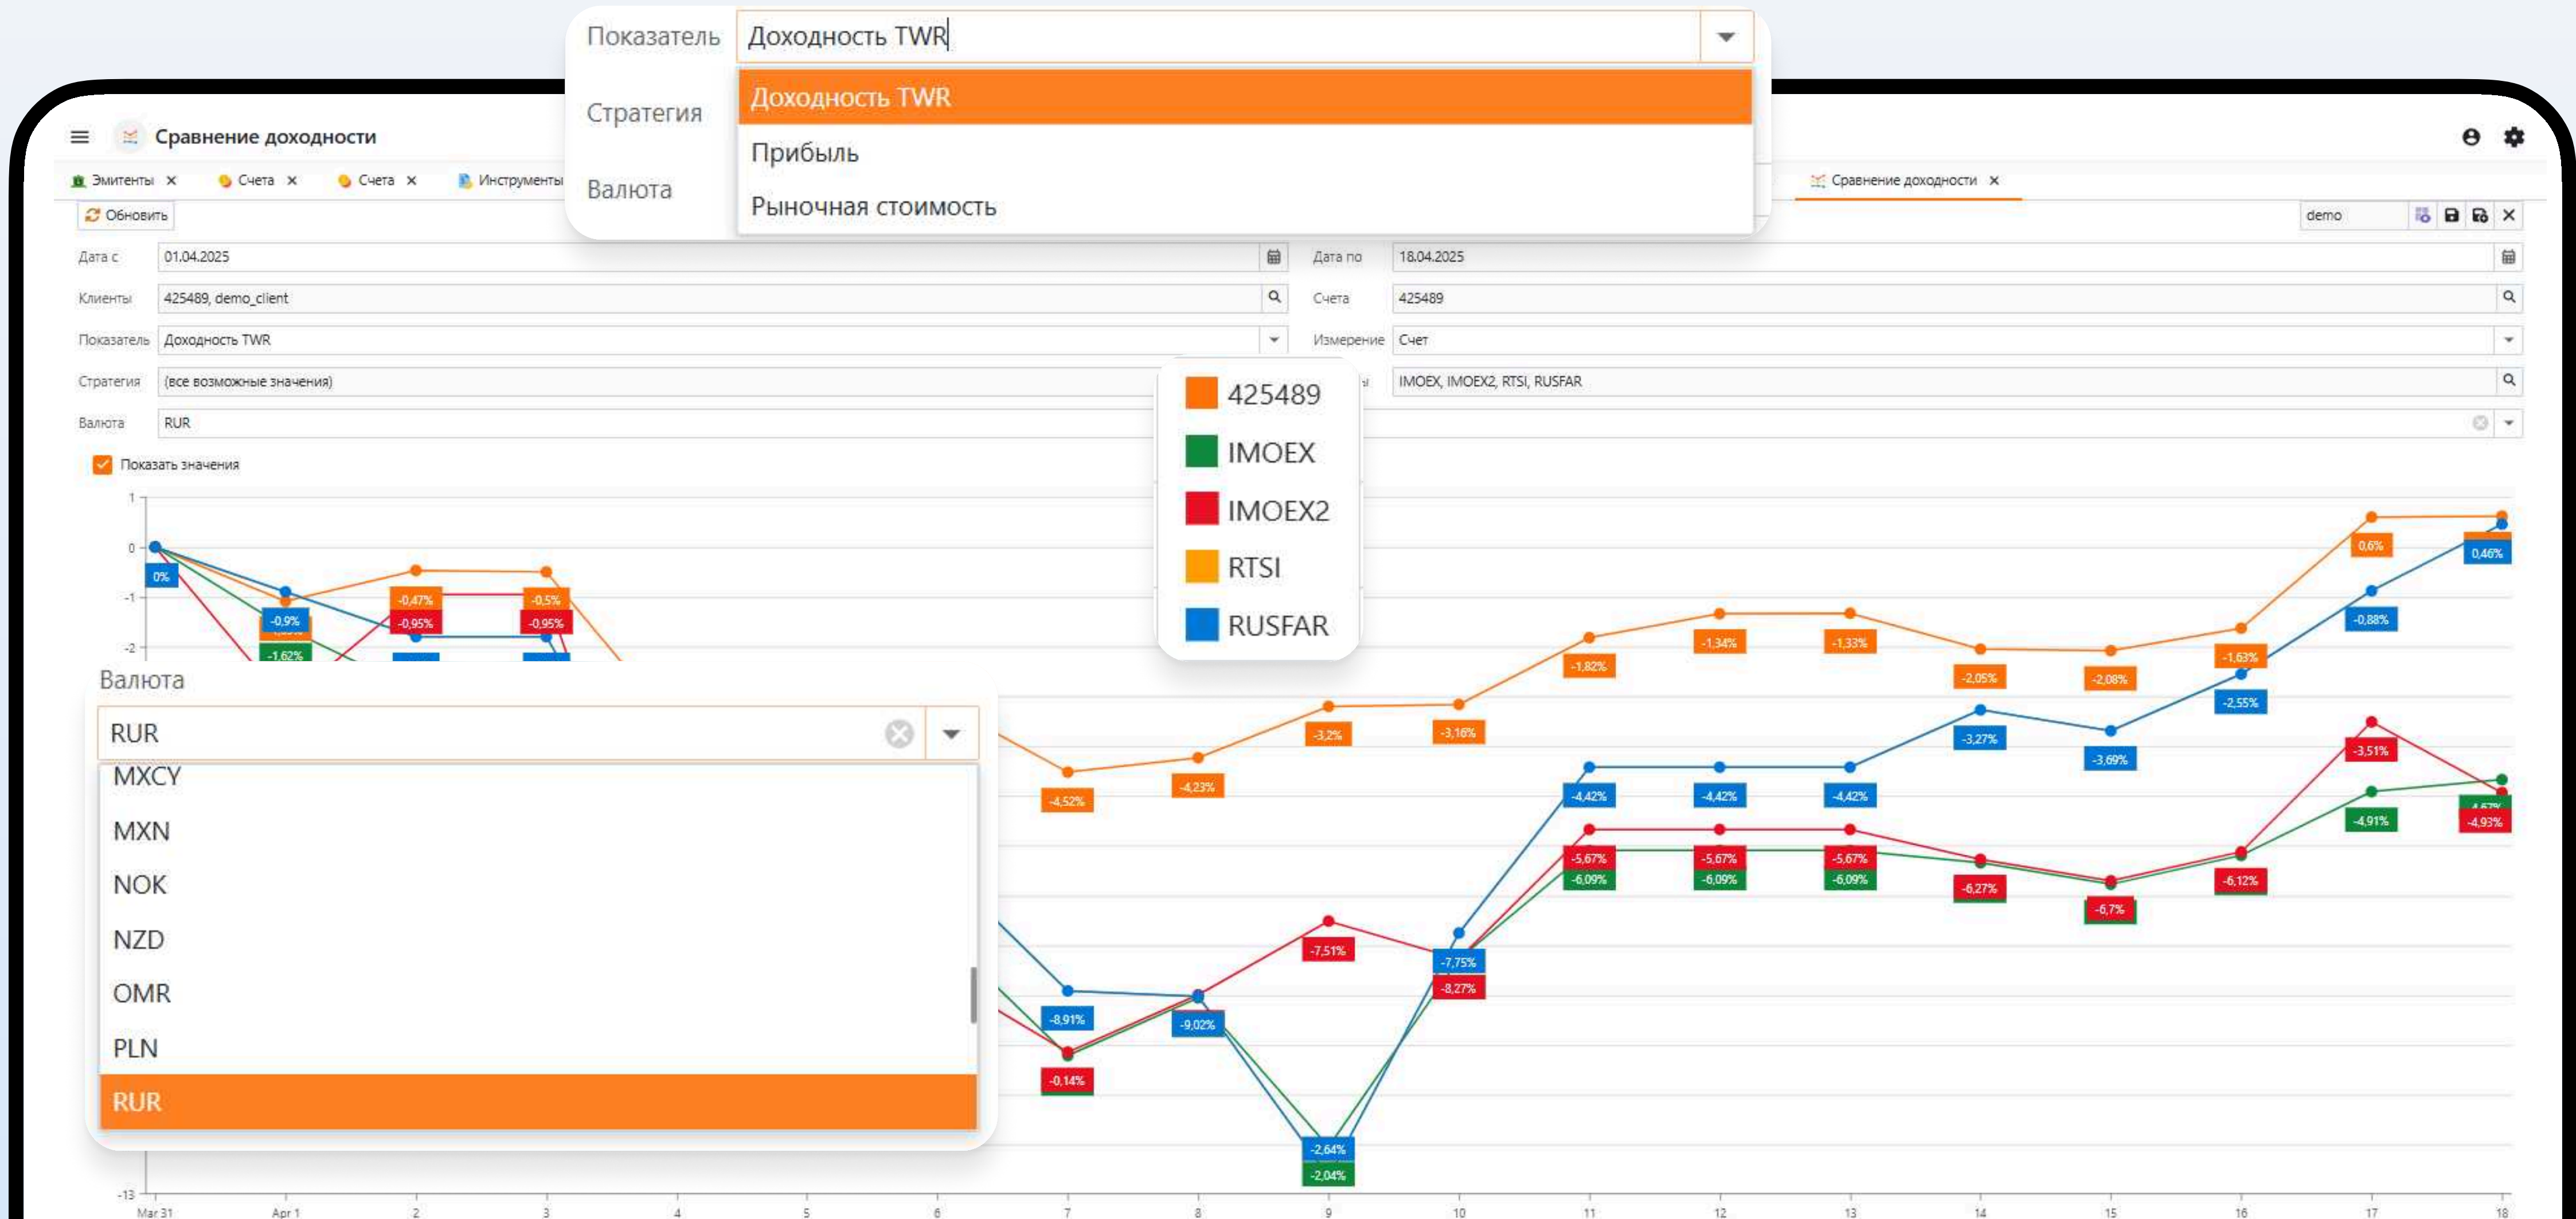 Показатель Доходность TWR
Доходность TWR
Стратегия
Прибыль
Валюта
Рыночная стоимость
Сравнение доходности
Эмитенты Счета Счета Инструменты Сравнение доходности
Обновить demo
Дата с 01.04.2025 Дата по 18.04.2025
Клиенты 425489, demo_client Счета 425489
Показатель Доходность TWR Измерение Счет
Стратегия (все возможные значения) IMOEX, IMOEX2, RTSI, RUSFAR
Валюта RUR
Показать значения
425489
IMOEX
IMOEX2
RTSI
RUSFAR
1
0
-1
-2
-13
0%
-0,9%
-1,62%
-0,47%
-0,95%
-0,5%
-0,95%
Валюта
RUR
MXCY
MXN
NOK
NZD
OMR
PLN
RUR
-4,52%
-8,91%
-0,14%
-4,23%
-9,02%
-3,2%
-7,51%
-2,64%
-2,04%
-3,16%
-7,75%
-8,27%
-1,82%
-4,42%
-5,67%
-6,09%
-1,34%
-4,42%
-5,67%
-6,09%
-1,33%
-4,42%
-5,67%
-6,09%
-2,05%
-3,27%
-6,27%
-2,08%
-3,69%
-6,7%
-1,63%
-2,55%
-6,12%
0,6%
-0,88%
-3,51%
-4,91%
0,46%
-4,67%
-4,93%
Mar 31 Apr 1 2 3 4 5 6 7 8 9 10 11 12 13 14 15 16 17 18